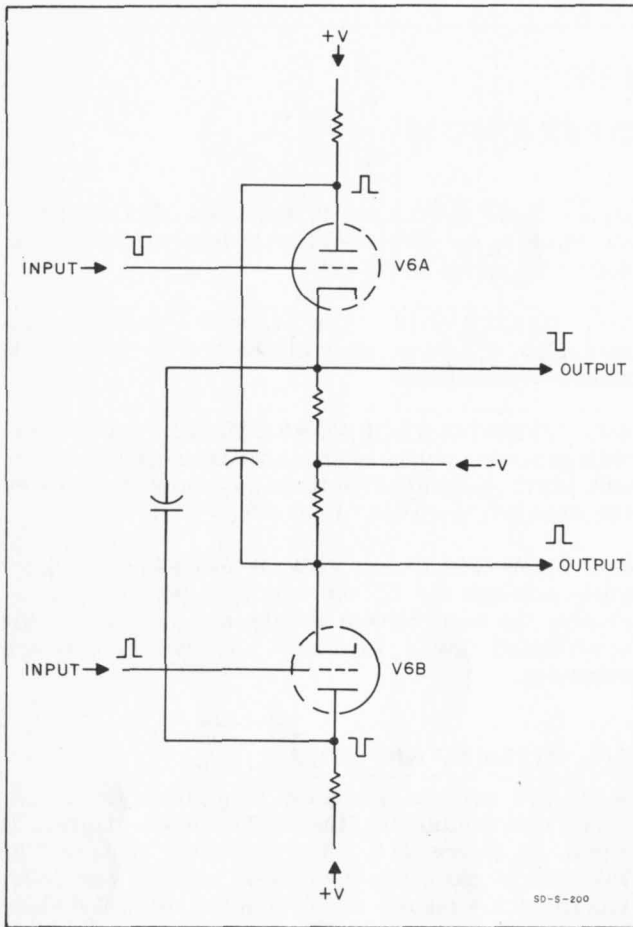 +V
INPUT
V6A
OUTPUT
-V
OUTPUT
INPUT
V6B
+V
SD-S-200